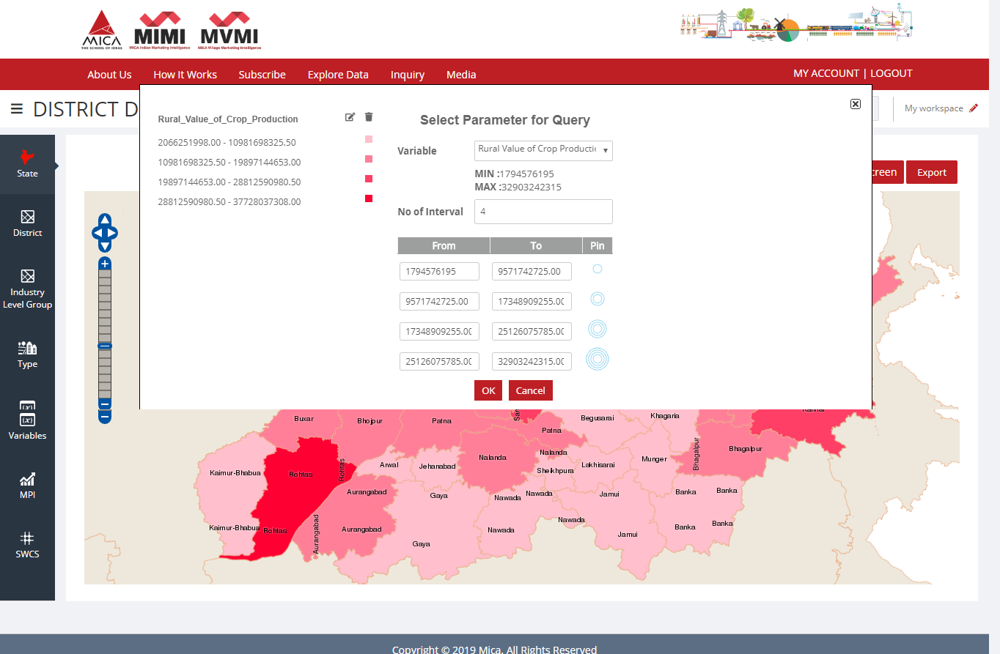 MICA
THE SCHOOL OF IDEAS
MIMI
MICA Indian Marketing Intelligence
MVMI
MICA Village Marketing Intelligence
About Us
How It Works
Subscribe
Explore Data
Inquiry
Media
MY ACCOUNT | LOGOUT
☰ DISTRICT D
My workspace
State
District
Industry
Level Group
Type
Variables
MPI
SWCS
reen
Export
Rural_Value_of_Crop_Production
2066251998.00 - 10981698325.50
10981698325.50 - 19897144653.00
19897144653.00 - 28812590980.50
28812590980.50 - 37728037308.00
Select Parameter for Query
Variable
Rural Value of Crop Productic
MIN :1794576195
MAX :32903242315
No of Interval
4
From To Pin
1794576195 9571742725.00
9571742725.00 17348909255.00
17348909255.00 25126075785.00
25126075785.00 32903242315.00
OK
Cancel
Buxar
Bhojpur
Patna
Begusarai
Khagaria
Patna
Kaimur-Bhabua
Rohtas
Rohtas
Arwal
Jehanabad
Nalanda
Nalanda
Sheikhpura
Lakhisarai
Munger
Bhagalpur
Bhagalpur
Aurangabad
Gaya
Nawada
Nawada
Jamui
Banka
Banka
Kaimur-Bhabua
Rohtas
Aurangabad
Aurangabad
Gaya
Nawada
Nawada
Jamui
Banka
Banka
Copyright © 2019 Mica. All Rights Reserved